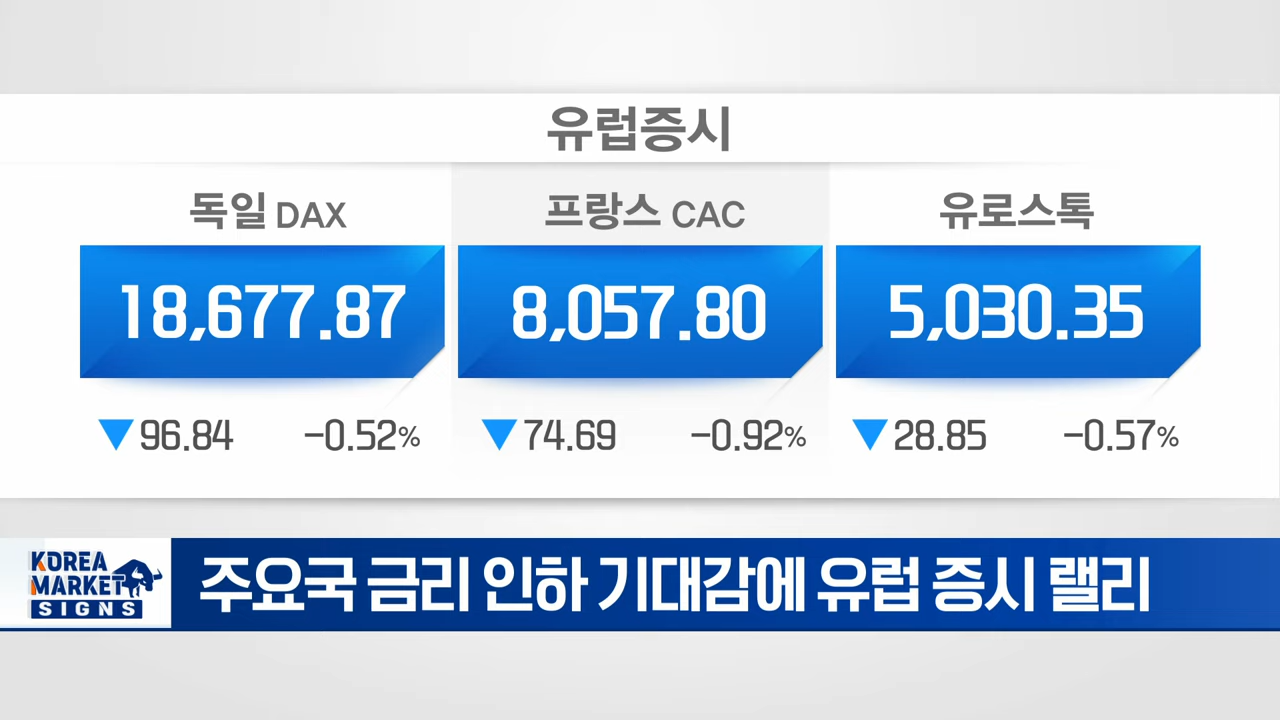 유럽증시
독일 DAX
프랑스 CAC
유로스톡
18,677.87
8,057.80
5,030.35
▼96.84 -0.52%
▼74.69 -0.92%
▼28.85 -0.57%
KOREA
MARKET
SIGNS
주요국 금리 인하 기대감에 유럽 증시 랠리